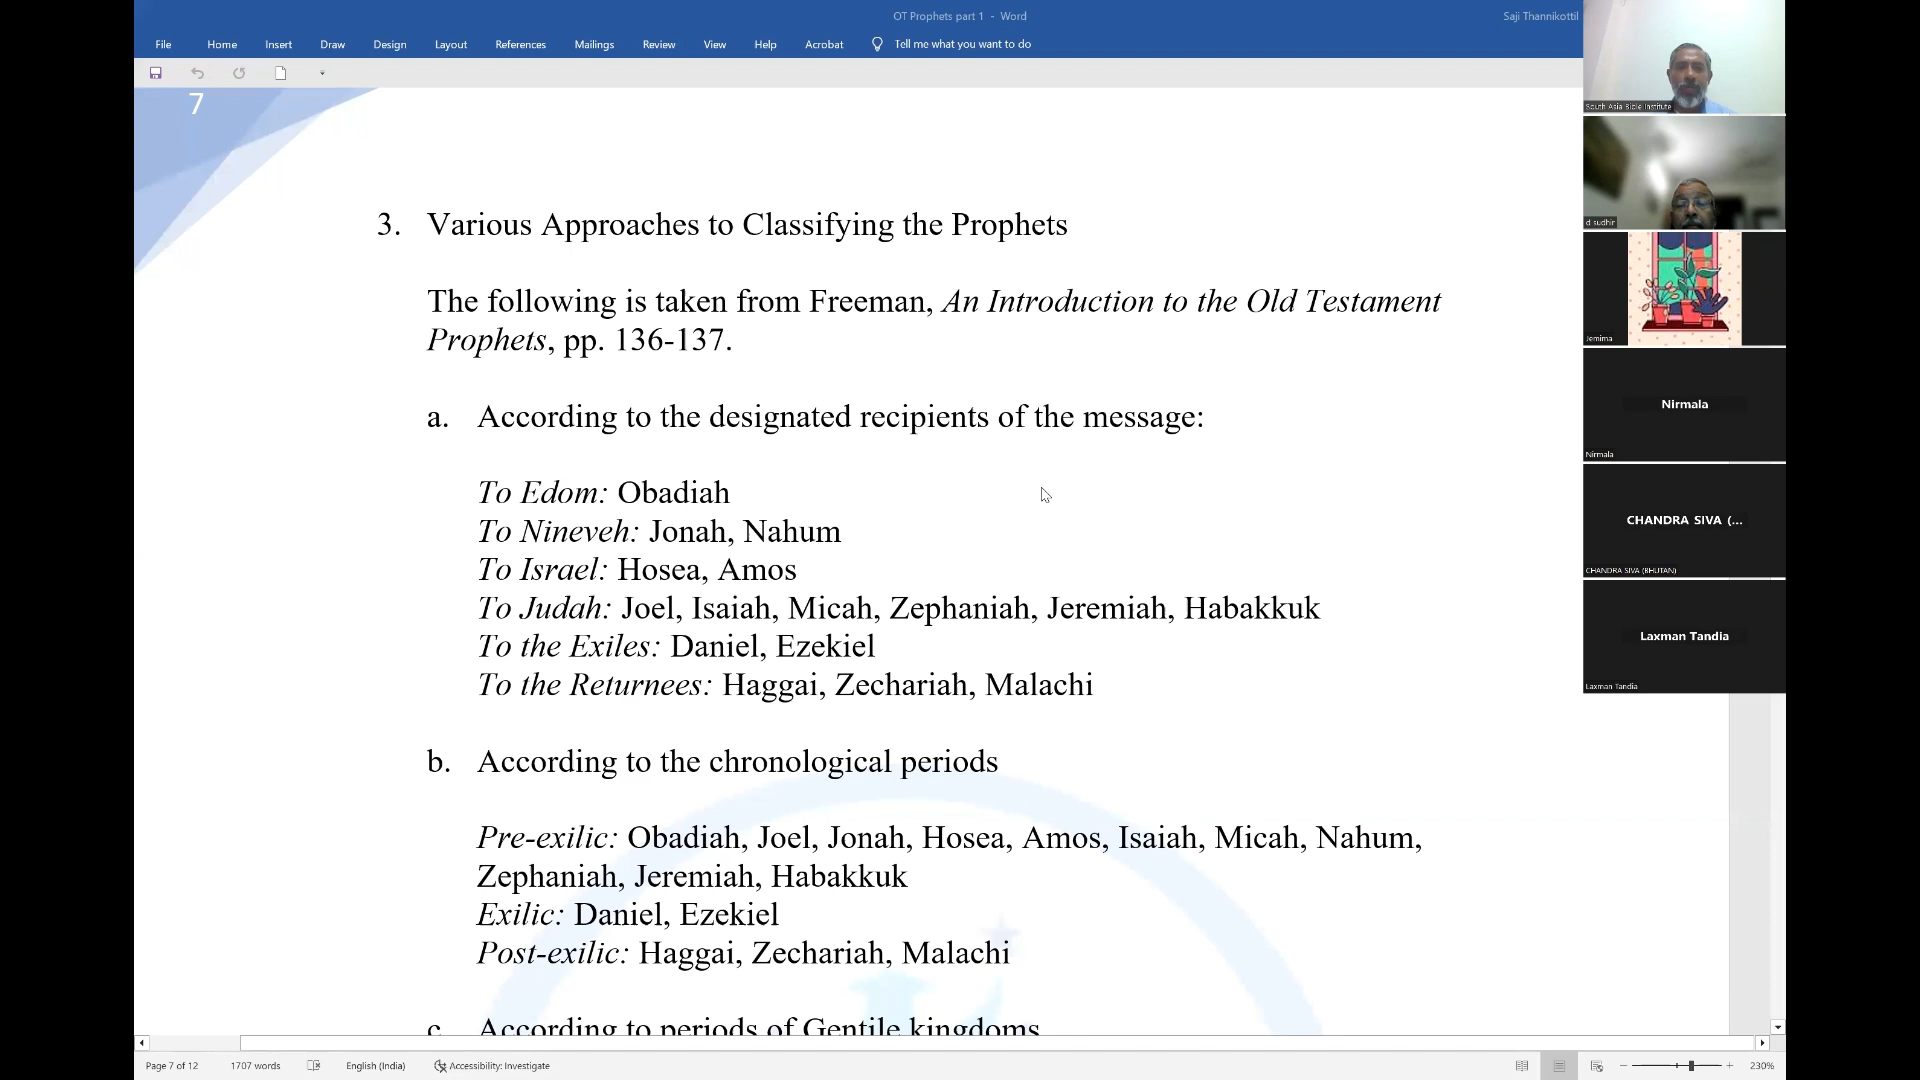 OT Prophets part 1 - Word
Saji Thannikottil
File Home Insert Draw Design Layout References Mailings Review View Help Acrobat Tell me what you want to do
7
3. Various Approaches to Classifying the Prophets
The following is taken from Freeman, An Introduction to the Old Testament
Prophets, pp. 136-137.
a. According to the designated recipients of the message:
To Edom: Obadiah
To Nineveh: Jonah, Nahum
To Israel: Hosea, Amos
To Judah: Joel, Isaiah, Micah, Zephaniah, Jeremiah, Habakkuk
To the Exiles: Daniel, Ezekiel
To the Returnees: Haggai, Zechariah, Malachi
b. According to the chronological periods
Pre-exilic: Obadiah, Joel, Jonah, Hosea, Amos, Isaiah, Micah, Nahum,
Zephaniah, Jeremiah, Habakkuk
Exilic: Daniel, Ezekiel
Post-exilic: Haggai, Zechariah, Malachi
c. According to periods of Gentile kingdoms
South Asia Bible Institute
d sudhir
Jemima
Nirmala
Nirmala
CHANDRA SIVA (...
CHANDRA SIVA (BHUTAN)
Laxman Tandia
Laxman Tandia
Page 7 of 12 1707 words English (India) Accessibility: Investigate 230%